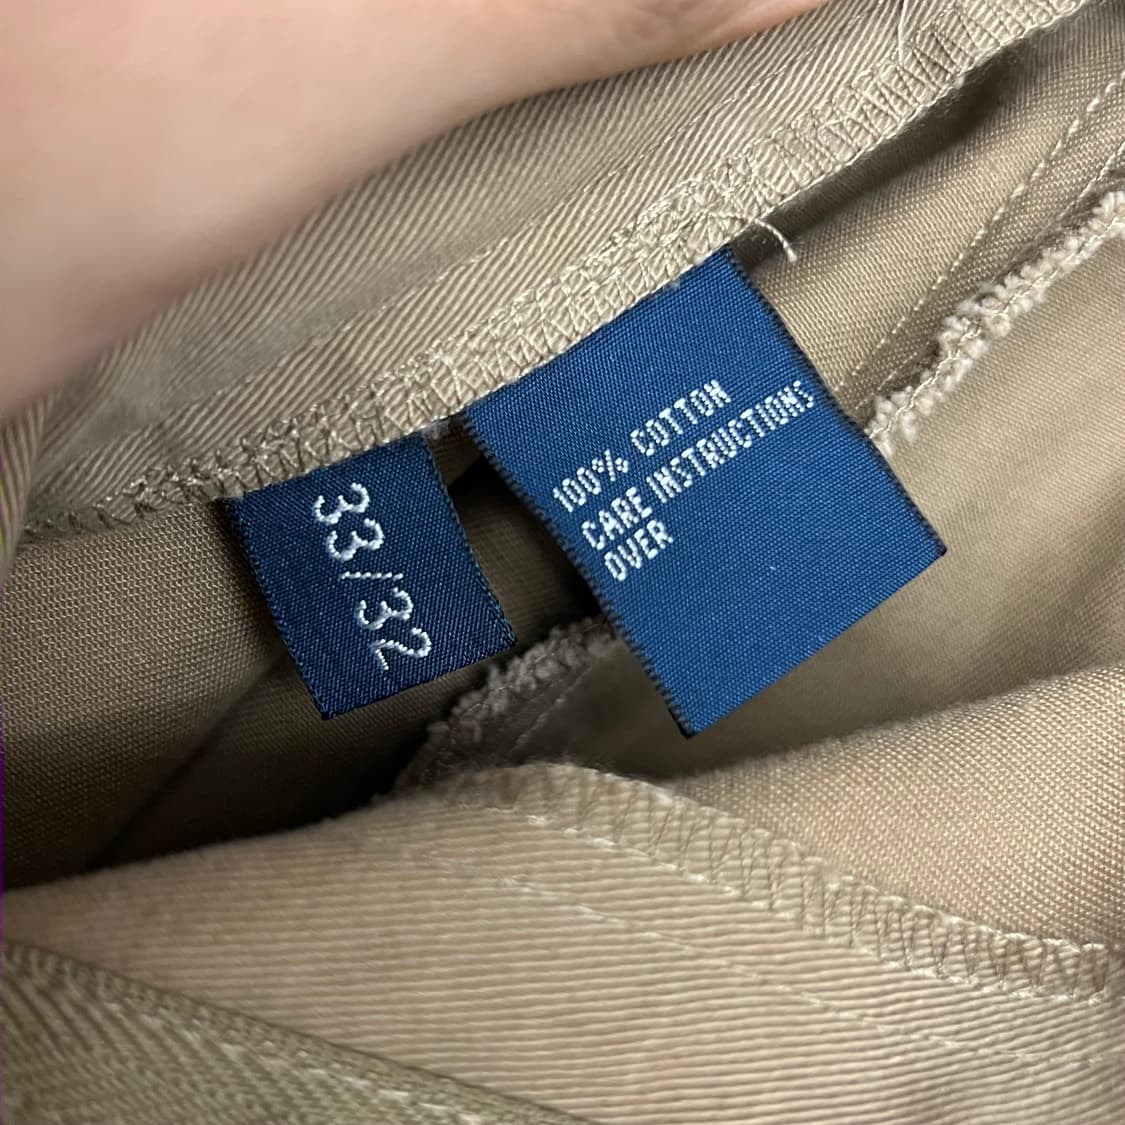 33/32
100% COTTON
CARE INSTRUCTIONS
OVER